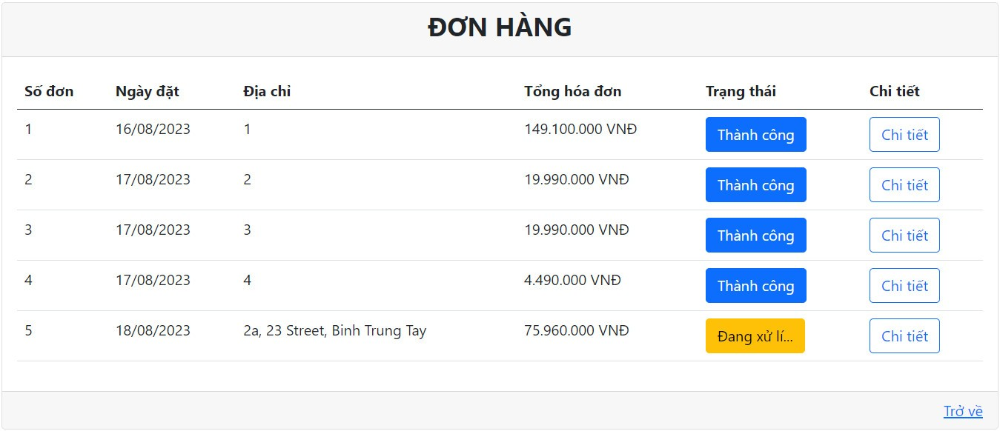 ĐƠN HÀNG
Số đơn Ngày đặt Địa chỉ Tổng hóa đơn Trạng thái Chi tiết
1 16/08/2023 1 149.100.000 VNĐ Thành công Chi tiết
2 17/08/2023 2 19.990.000 VNĐ Thành công Chi tiết
3 17/08/2023 3 19.990.000 VNĐ Thành công Chi tiết
4 17/08/2023 4 4.490.000 VNĐ Thành công Chi tiết
5 18/08/2023 2a, 23 Street, Binh Trung Tay 75.960.000 VNĐ Đang xử lí... Chi tiết
Trở về